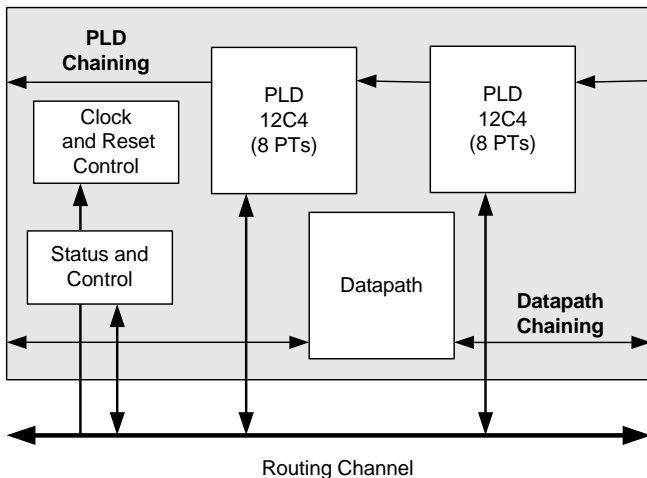 PLD
Chaining
PLD
12C4
(8 PTs)
PLD
12C4
(8 PTs)
Clock
and Reset
Control
Status and
Control
Datapath
Datapath
Chaining
Routing Channel